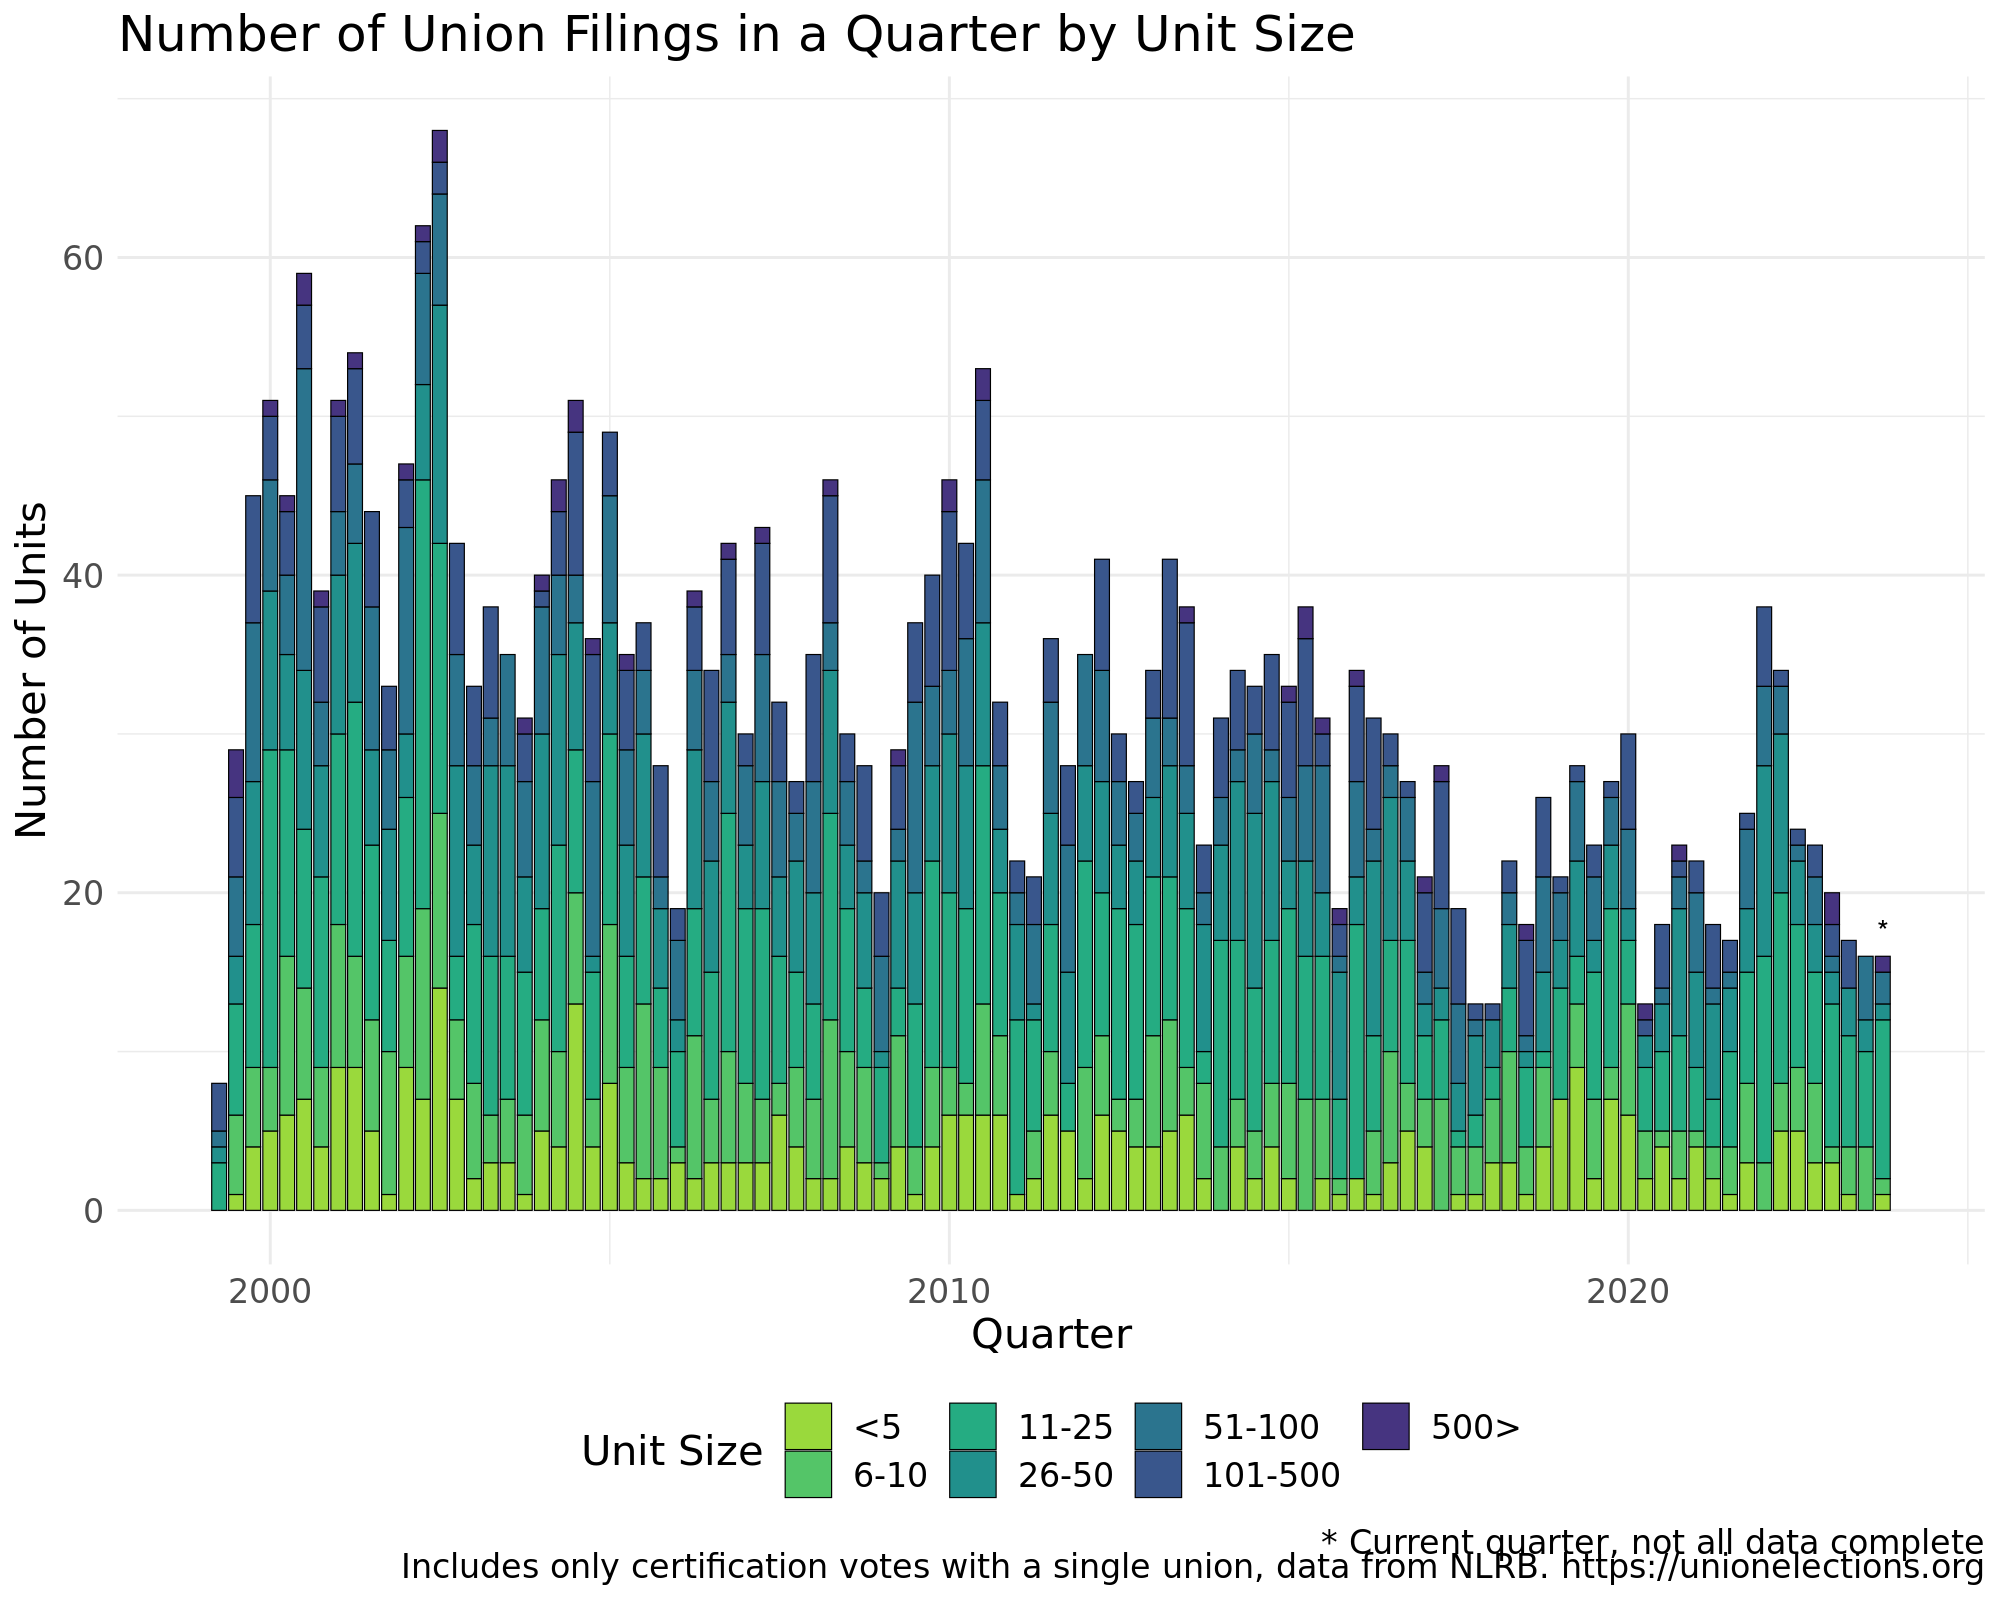 Number of Union Filings in a Quarter by Unit Size
Number of Units
60
40
20
0
*
2000 2010 2020
Quarter
Unit Size
<5 11-25 51-100 500>
6-10 26-50 101-500
* Current quarter, not all data complete
Includes only certification votes with a single union, data from NLRB. https://unionelections.org